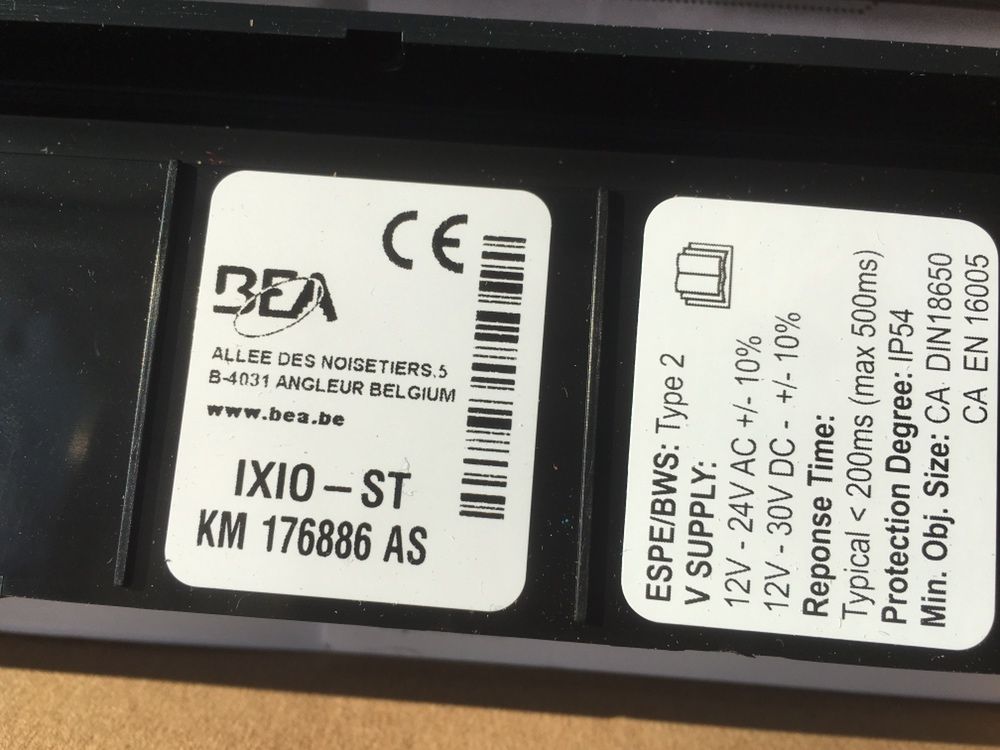 CE
BEA
ALLEE DES NOISETIERS,5
B-4031 ANGLEUR BELGIUM
www.bea.be
IXIO – ST
KM 176886 AS
ESPE/BWS: Type 2
V SUPPLY:
12V - 24V AC +/- 10%
12V - 30V DC - +/- 10%
Reponse Time:
Typical < 200ms (max 500ms)
Protection Degree: IP54
Min. Obj. Size: CA DIN18650
CA EN 16005